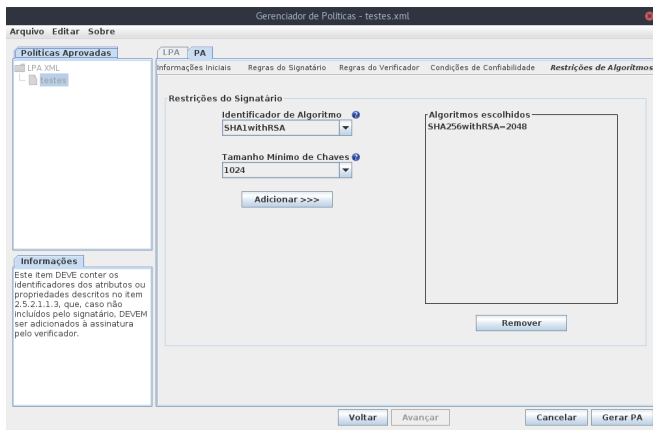 Gerenciador de Políticas - testes.xml
Arquivo Editar Sobre
Políticas Aprovadas
LPA XML
testes
Informações
Este item DEVE conter os
identificadores dos atributos ou
propriedades descritos no item
2.5.2.1.1.3, que, caso não
incluídos pelo signatário, DEVEM
ser adicionados à assinatura
pelo verificador.
LPA PA
Informações Iniciais Regras do Signatário Regras do Verificador Condições de Confiabilidade Restrições de Algoritmos
Restrições do Signatário
Identificador de Algoritmo
SHA1withRSA
Tamanho Mínimo de Chaves
1024
Adicionar >>>
Algoritmos escolhidos
SHA256withRSA=2048
Remover
Voltar Avançar Cancelar Gerar PA